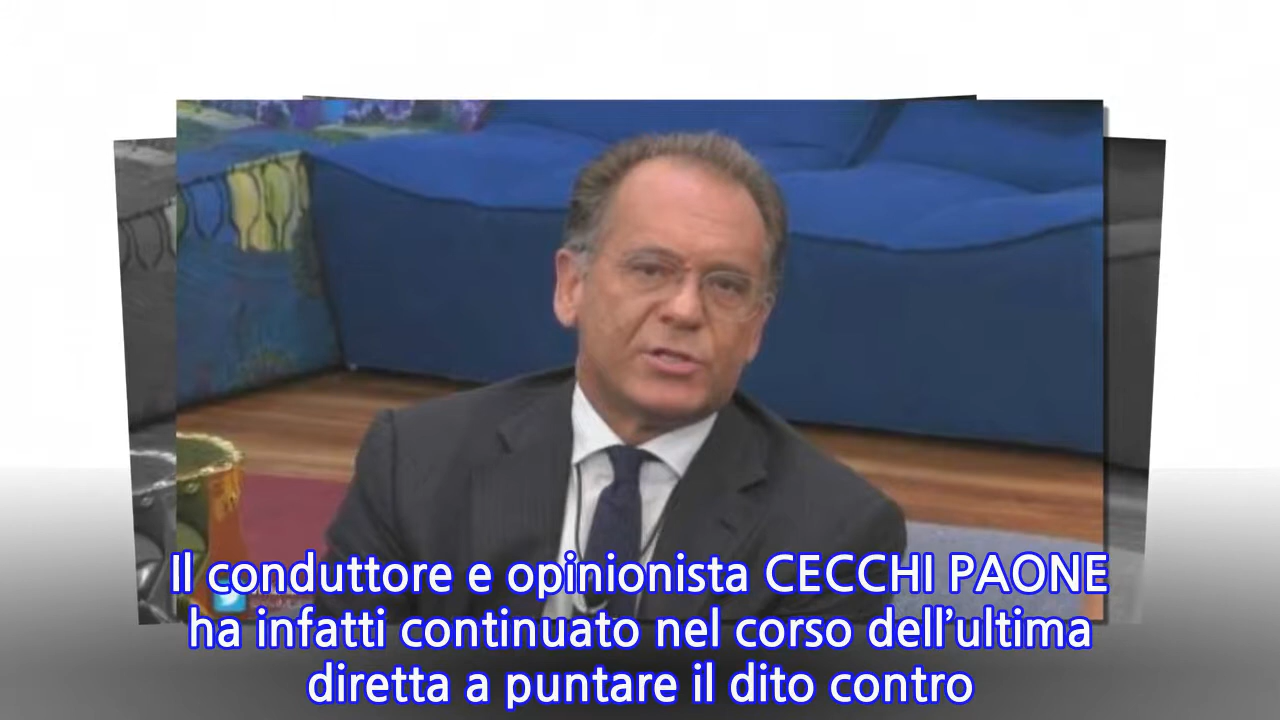 Il conduttore e opinionista CECCHI PAONE
ha infatti continuato nel corso dell’ultima
diretta a puntare il dito contro